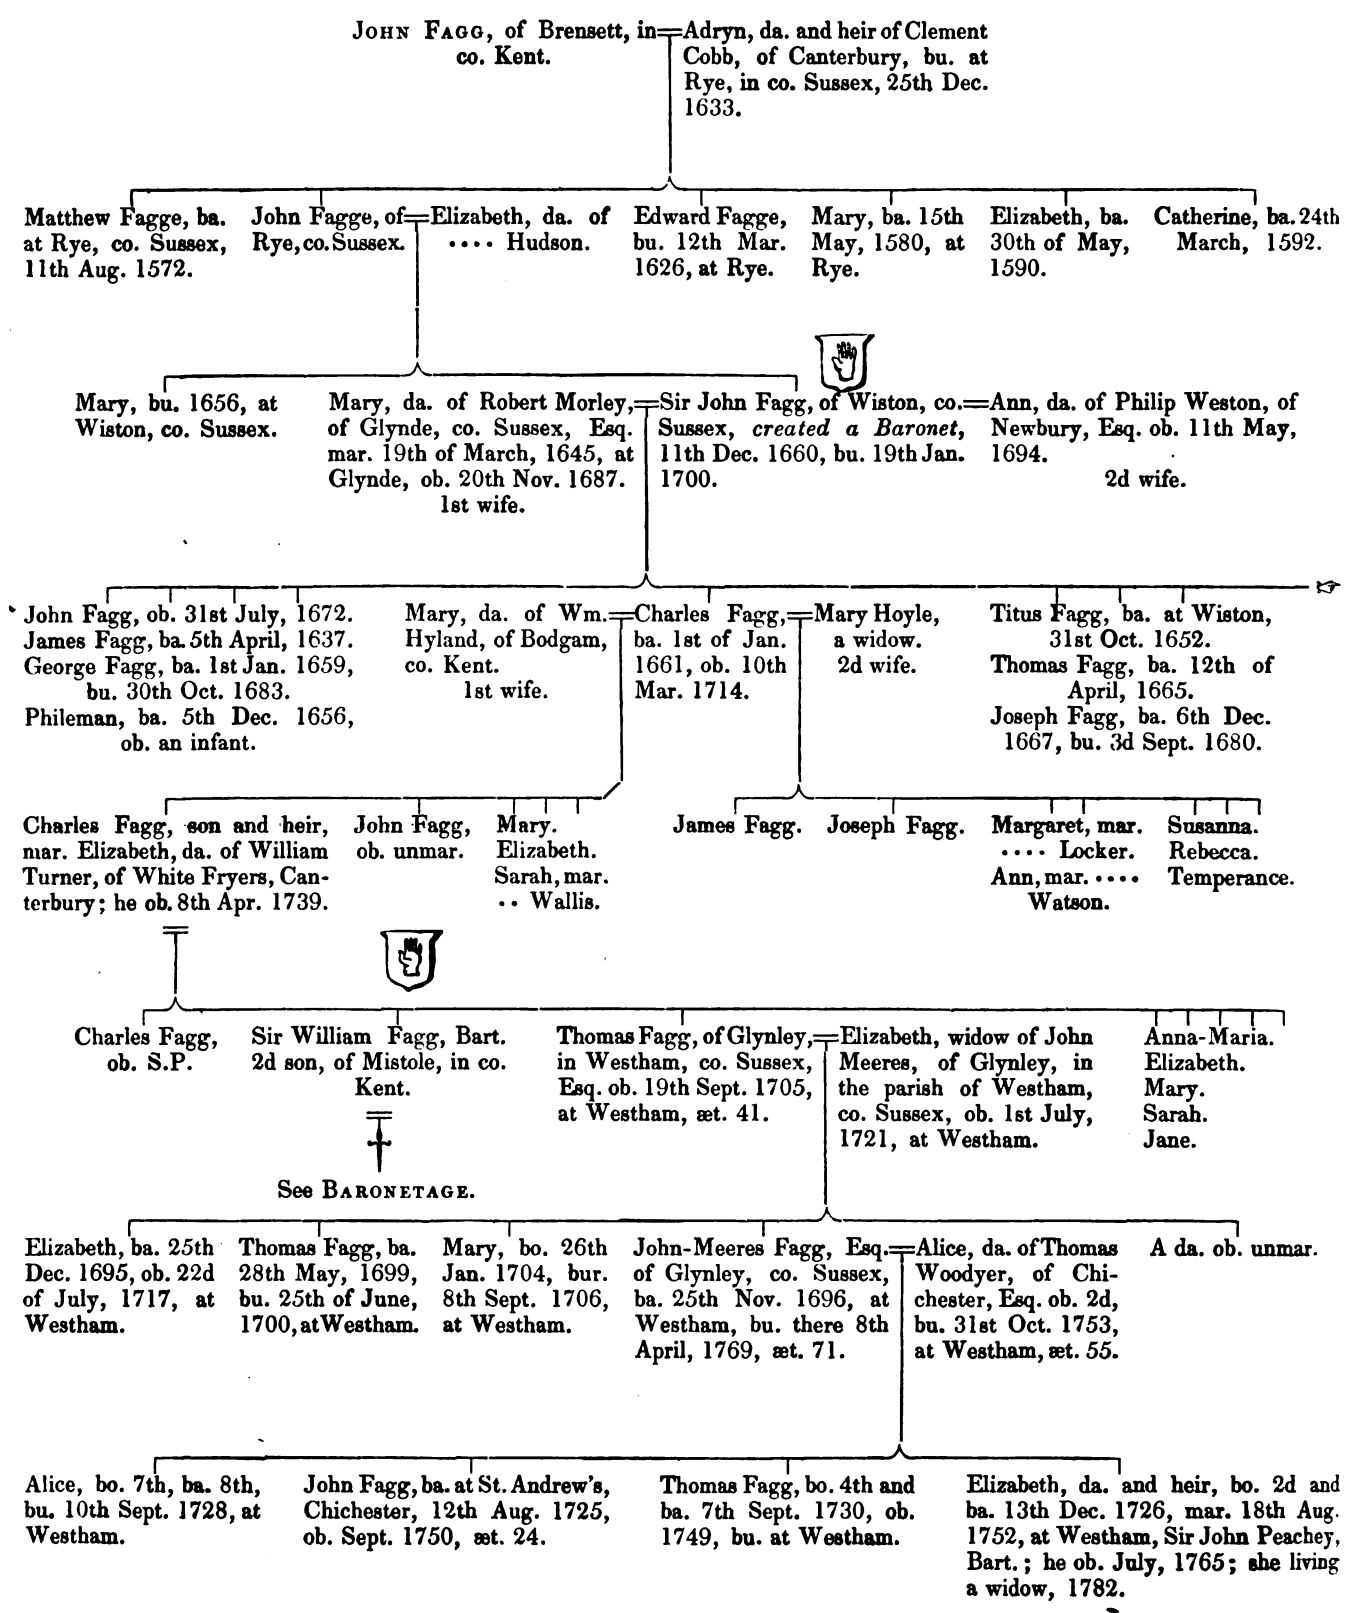 JOHN FAGG, of Brensett, in
co. Kent.
Adryn, da. and heir of Clement
Cobb, of Canterbury, bu. at
Rye, in co. Sussex, 25th Dec.
1633.
Matthew Fagge, ba.
at Rye, co. Sussex,
11th Aug. 1572.
John Fagge, of
Rye, co. Sussex.
Elizabeth, da. of
.... Hudson.
Edward Fagge,
bu. 12th Mar.
1626, at Rye.
Mary, ba. 15th
May, 1580, at
Rye.
Elizabeth, ba.
30th of May,
1590.
Catherine, ba. 24th
March, 1592.
Mary, bu. 1656, at
Wiston, co. Sussex.
Mary, da. of Robert Morley,
of Glynde, co. Sussex, Esq.
mar. 19th of March, 1645, at
Glynde, ob. 20th Nov. 1687.
1st wife.
Sir John Fagg, of Wiston, co.
Sussex, created a Baronet,
11th Dec. 1660, bu. 19th Jan.
1700.
Ann, da. of Philip Weston, of
Newbury, Esq. ob. 11th May,
1694.
2d wife.
John Fagg, ob. 31st July, 1672.
James Fagg, ba. 5th April, 1637.
George Fagg, ba. 1st Jan. 1659,
bu. 30th Oct. 1683.
Phileman, ba. 5th Dec. 1656,
ob. an infant.
Mary, da. of Wm.
Hyland, of Bodgam,
co. Kent.
1st wife.
Charles Fagg,
ba. 1st of Jan.
1661, ob. 10th
Mar. 1714.
Mary Hoyle,
a widow.
2d wife.
Titus Fagg, ba. at Wiston,
31st Oct. 1652.
Thomas Fagg, ba. 12th of
April, 1665.
Joseph Fagg, ba. 6th Dec.
1667, bu. 3d Sept. 1680.
Charles Fagg, son and heir,
mar. Elizabeth, da. of William
Turner, of White Fryers, Can-
terbury; he ob. 8th Apr. 1739.
John Fagg,
ob. unmar.
Mary.
Elizabeth.
Sarah, mar.
.. Wallis.
James Fagg.
Joseph Fagg.
Margaret, mar.
.... Locker.
Ann, mar. ....
Watson.
Susanna.
Rebecca.
Temperance.
Charles Fagg,
ob. S.P.
Sir William Fagg, Bart.
2d son, of Mistole, in co.
Kent.
See BARONETAGE.
Thomas Fagg, of Glynley,
in Westham, co. Sussex,
Esq. ob. 19th Sept. 1705,
at Westham, æt. 41.
Elizabeth, widow of John
Meeres, of Glynley, in
the parish of Westham,
co. Sussex, ob. 1st July,
1721, at Westham.
Anna-Maria.
Elizabeth.
Mary.
Sarah.
Jane.
Elizabeth, ba. 25th
Dec. 1695, ob. 22d
of July, 1717, at
Westham.
Thomas Fagg, ba.
28th May, 1699,
bu. 25th of June,
1700, at Westham.
Mary, bo. 26th
Jan. 1704, bur.
8th Sept. 1706,
at Westham.
John-Meeres Fagg, Esq.
of Glynley, co. Sussex,
ba. 25th Nov. 1696, at
Westham, bu. there 8th
April, 1769, æt. 71.
Alice, da. of Thomas
Woodyer, of Chi-
chester, Esq. ob. 2d,
bu. 31st Oct. 1753,
at Westham, æt. 55.
A da. ob. unmar.
Alice, bo. 7th, ba. 8th,
bu. 10th Sept. 1728, at
Westham.
John Fagg, ba. at St. Andrew's,
Chichester, 12th Aug. 1725,
ob. Sept. 1750, æt. 24.
Thomas Fagg, bo. 4th and
ba. 7th Sept. 1730, ob.
1749, bu. at Westham.
Elizabeth, da. and heir, bo. 2d and
ba. 13th Dec. 1726, mar. 18th Aug.
1752, at Westham, Sir John Peachey,
Bart.; he ob. July, 1765; she living
a widow, 1782.